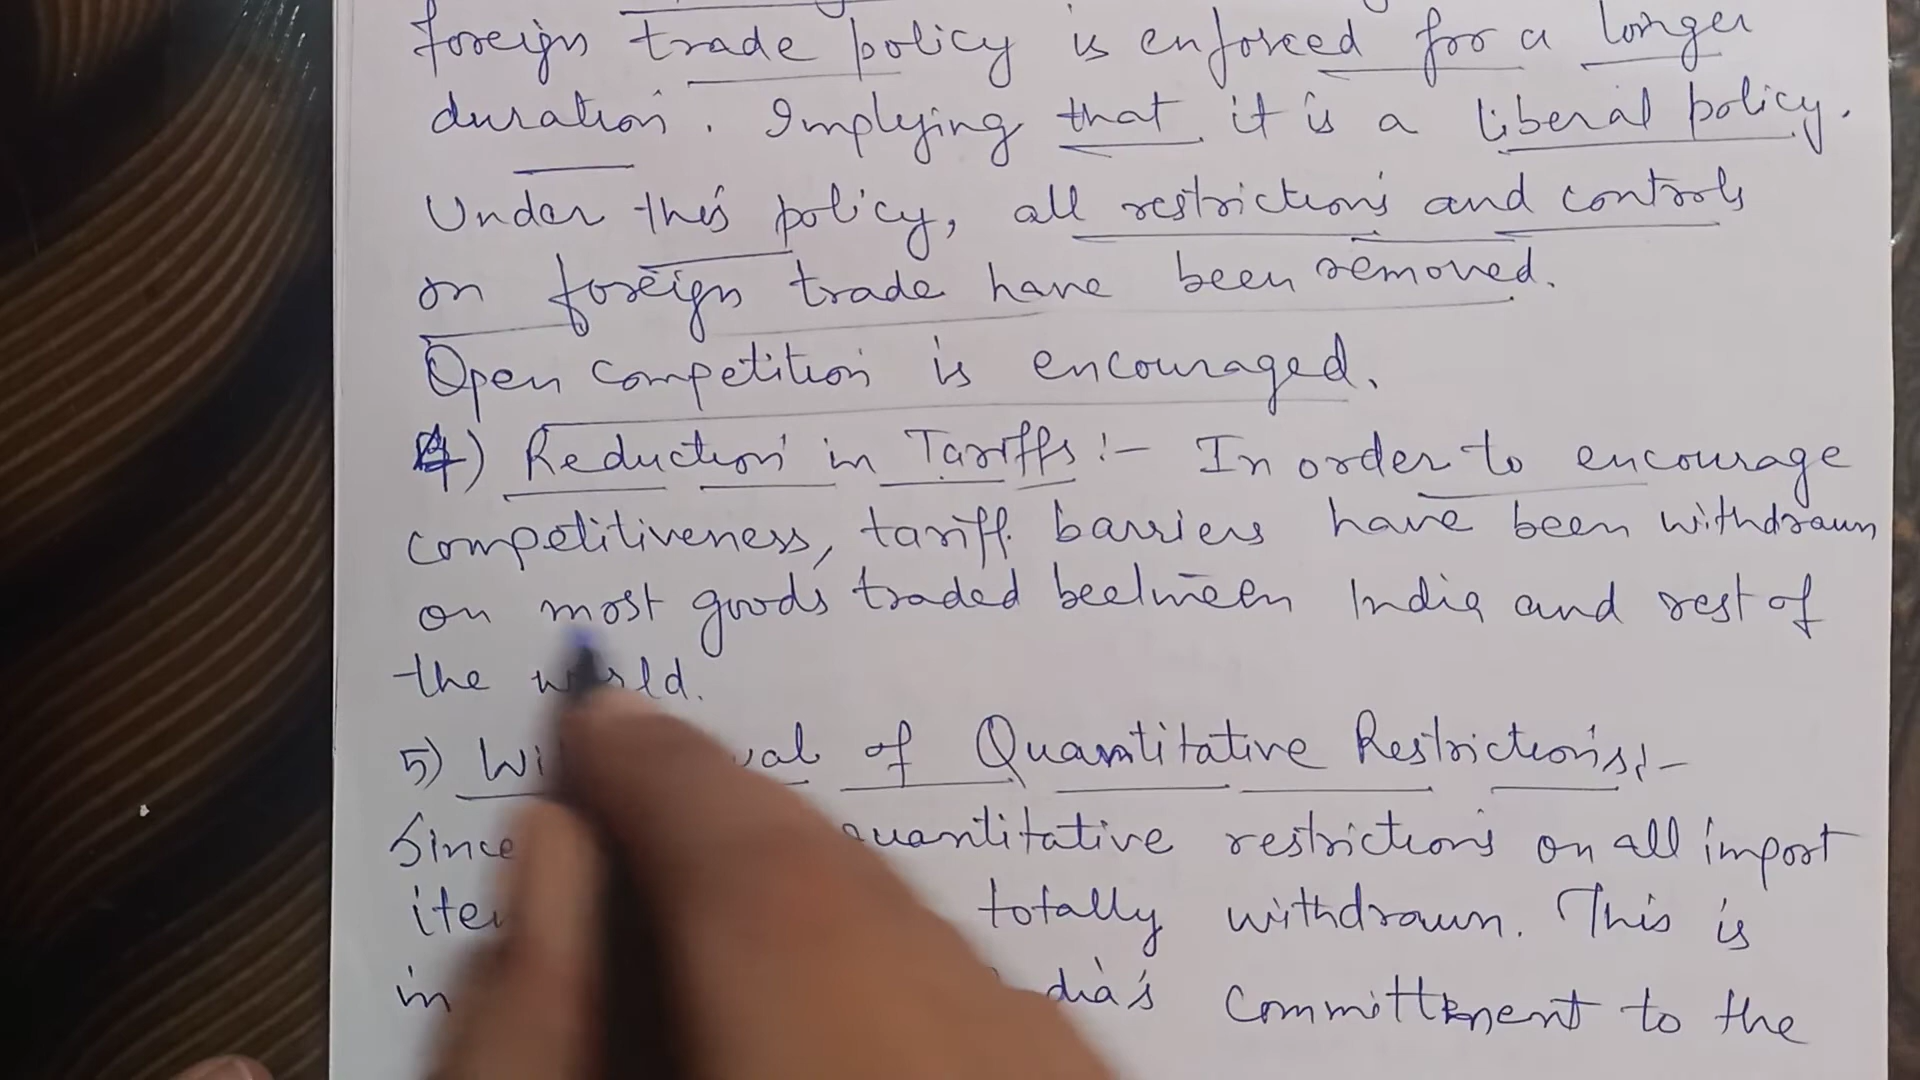 foreign trade policy is enforced for a longer
duration. Implying that it is a liberal policy.
Under this policy, all restrictions and controls
on foreign trade have been removed.
Open competition is encouraged.
4) Reduction in Tariffs:- In order to encourage
competitiveness, tariff barriers have been withdrawn
on most goods traded beetween India and rest of
the world.
5) of Quantitative Restrictions:-
Since quantitative restrictions on all import
totally withdrawn. This is
in committment to the